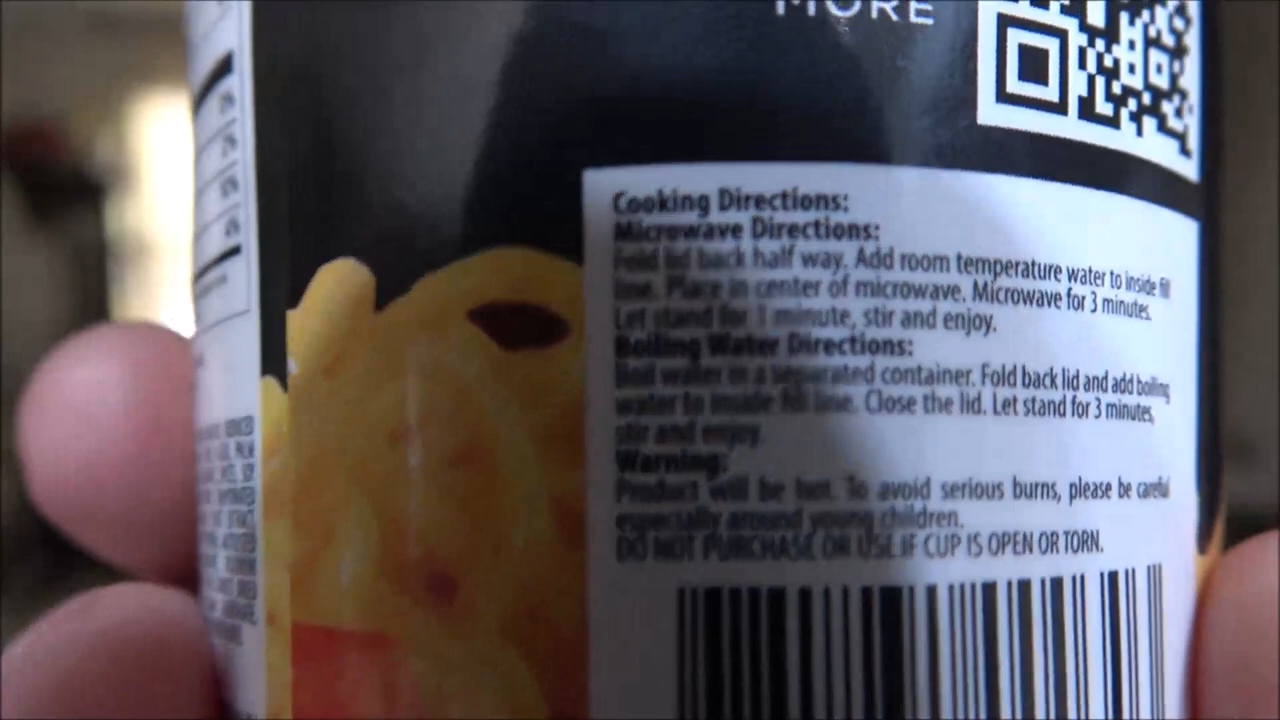 MORE
Cooking Directions:
Microwave Directions:
Fold lid back half way. Add room temperature water to inside fill
line. Place in center of microwave. Microwave for 3 minutes.
Let stand for 1 minute, stir and enjoy.
Boiling Water Directions:
Boil water in a separated container. Fold back lid and add boiling
water to inside fill line. Close the lid. Let stand for 3 minutes,
stir and enjoy.
Warning:
Product will be hot. To avoid serious burns, please be careful
especially around young children.
DO NOT PURCHASE OR USE IF CUP IS OPEN OR TORN.